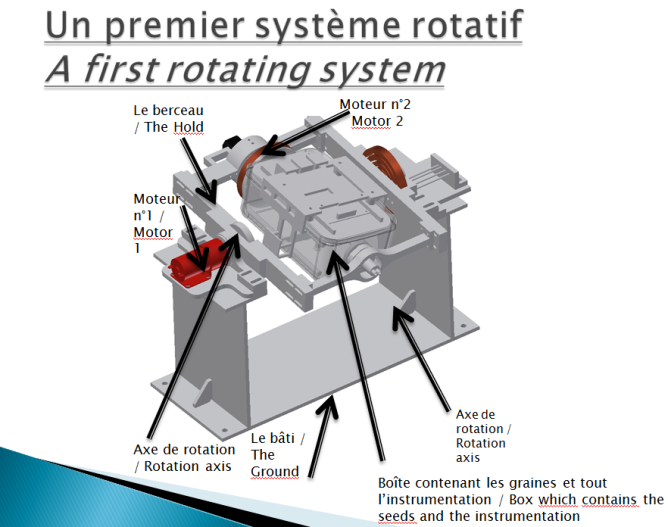 Un premier système rotatif
A first rotating system
Le berceau
/ The Hold
Moteur n°2
Motor 2
Moteur
n°1 /
Motor
1
Axe de rotation
/ Rotation axis
Le bâti /
The
Ground
Axe de
rotation /
Rotation
axis
Boîte contenant les graines et tout
l'instrumentation / Box which contains the
seeds and the instrumentation